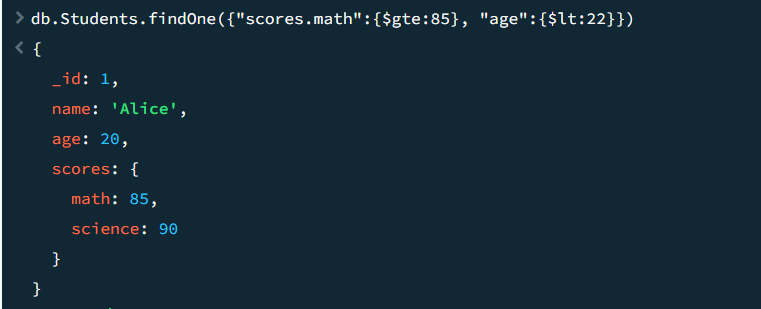 > db.Students.findOne({"scores.math":{$gte:85}, "age":{$lt:22}})
< {
_id: 1,
name: 'Alice',
age: 20,
scores: {
math: 85,
science: 90
}
}